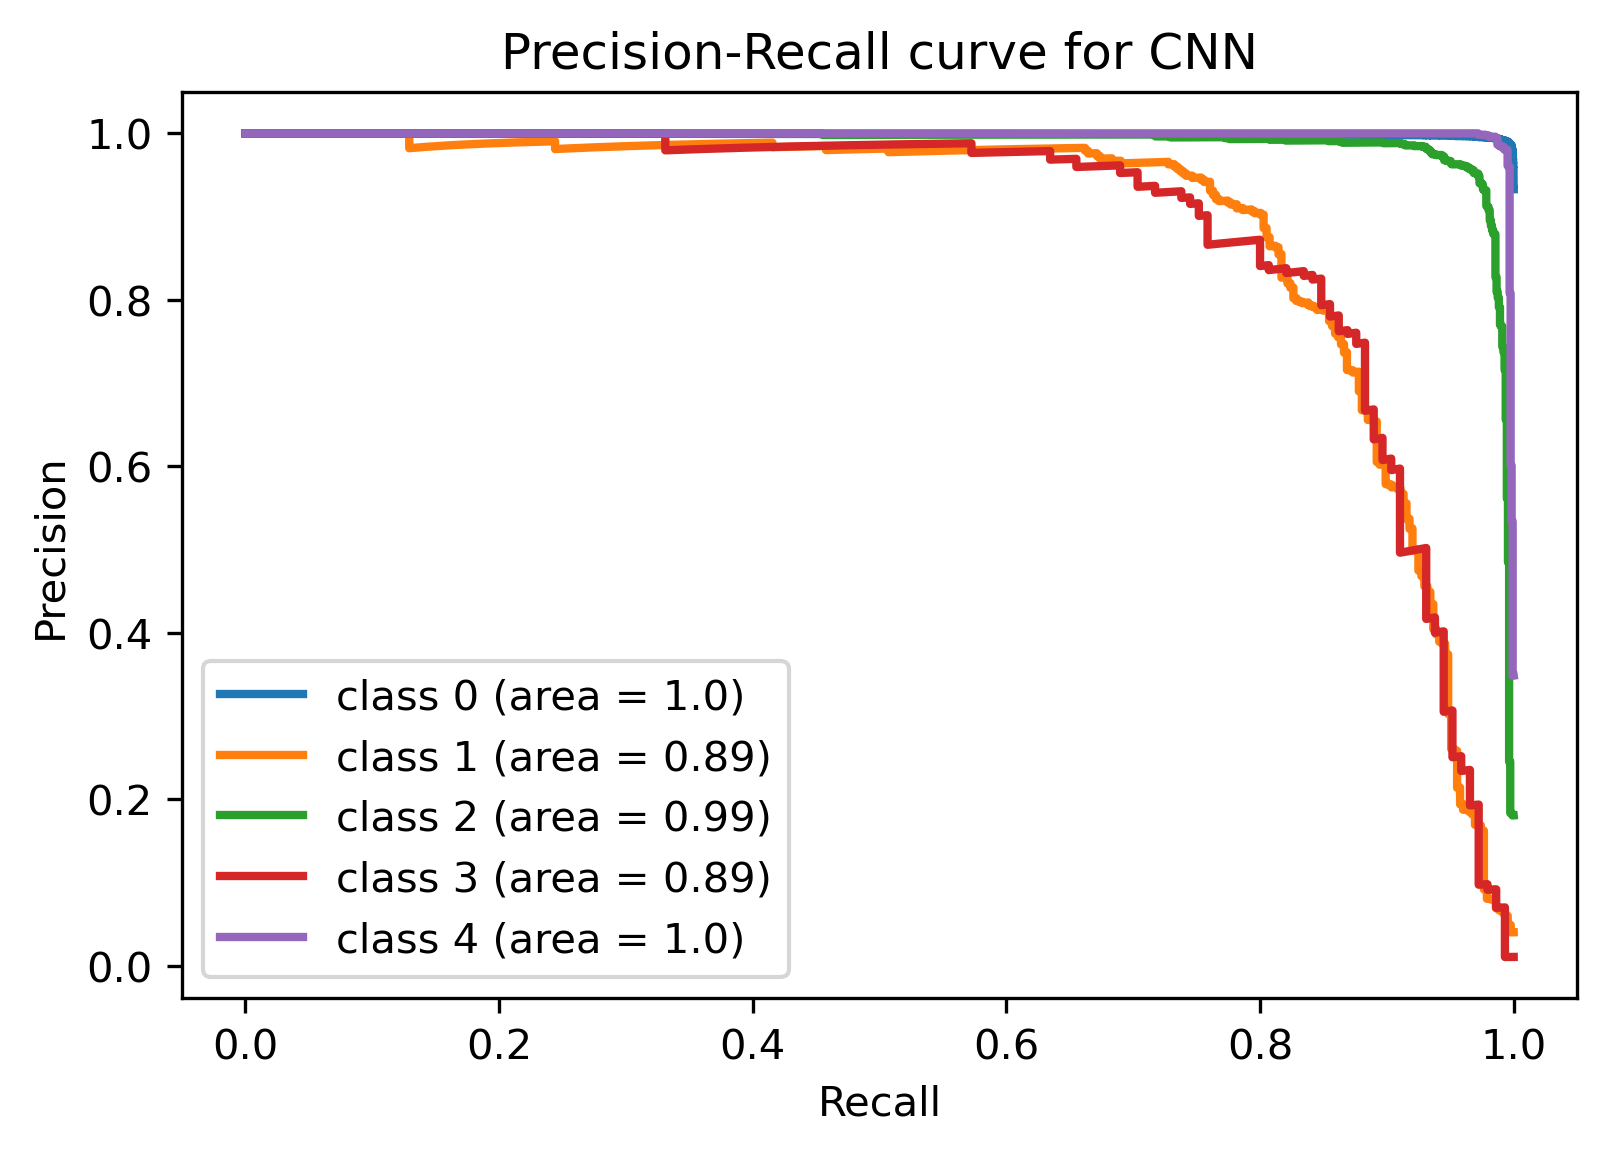 Precision-Recall curve for CNN
1.0
0.8
0.6
0.4
0.2
0.0
Precision
class 0 (area = 1.0)
class 1 (area = 0.89)
class 2 (area = 0.99)
class 3 (area = 0.89)
class 4 (area = 1.0)
0.0 0.2 0.4 0.6 0.8 1.0
Recall